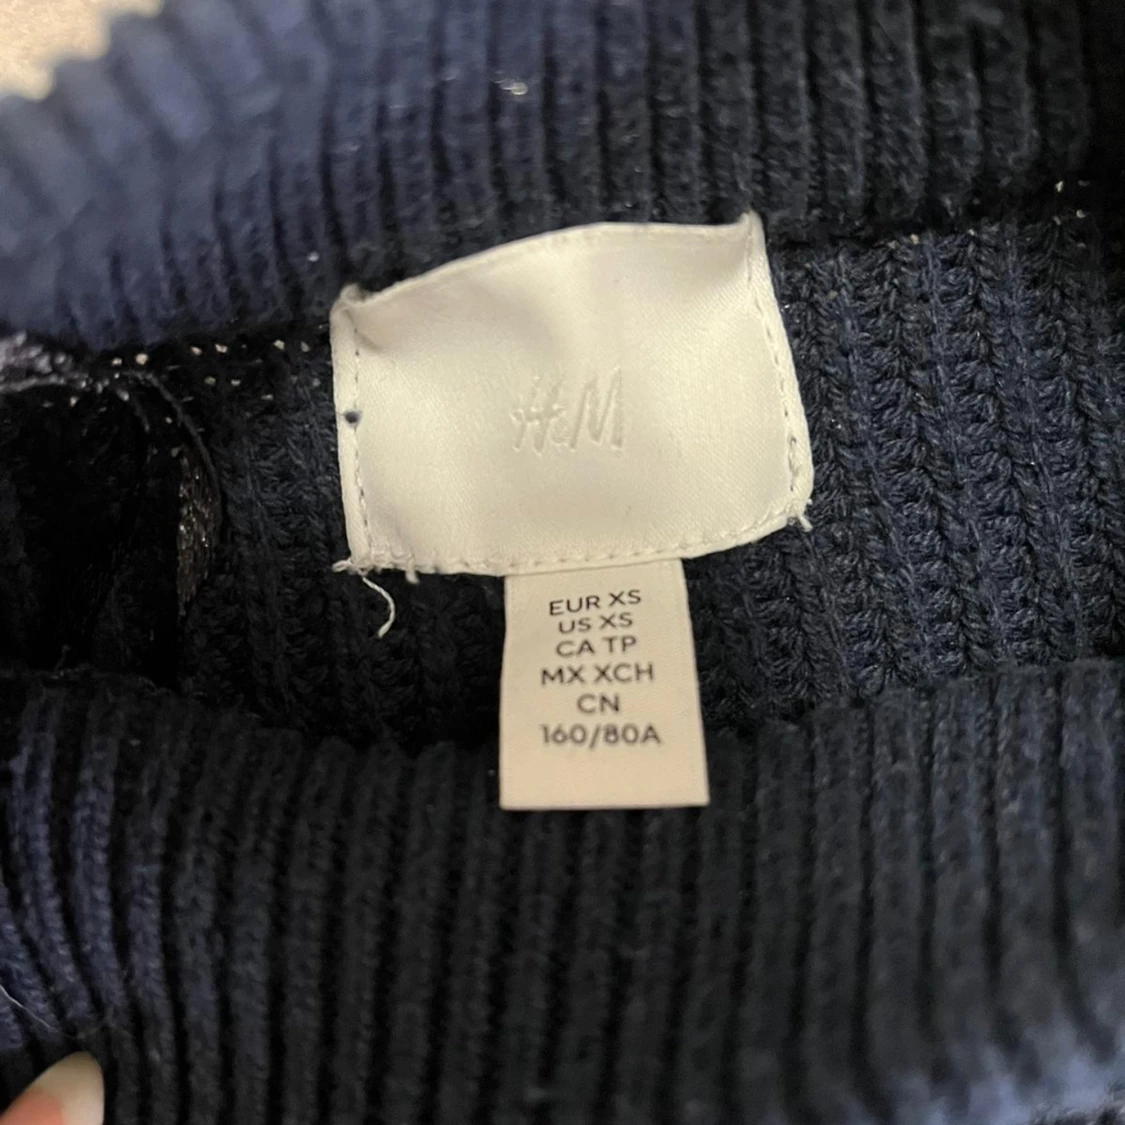 H&M
EUR XS
US XS
CA TP
MX XCH
CN
160/80A